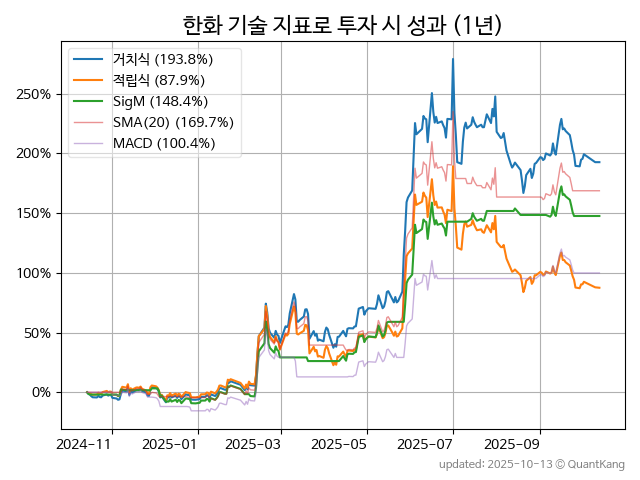 한화 기술 지표로 투자 시 성과 (1년)
거치식 (193.8%)
적립식 (87.9%)
SigM (148.4%)
SMA(20) (169.7%)
MACD (100.4%)
250%
200%
150%
100%
50%
0%
2024-11 2025-01 2025-03 2025-05 2025-07 2025-09
updated: 2025-10-13 ⓒ QuantKang